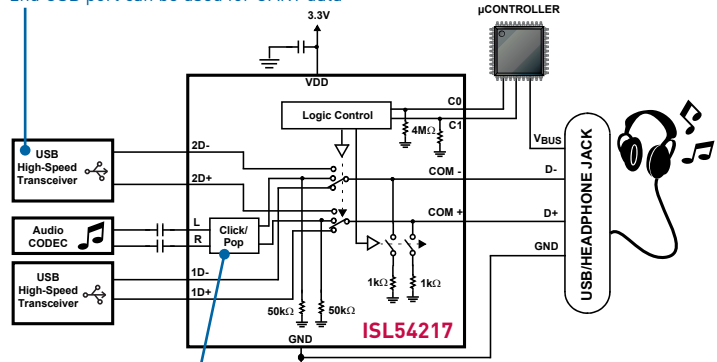 2nd USB port can be used for UART data
3.3V
µCONTROLLER
VDD
Logic Control
C0
C1
4MΩ
USB
High-Speed
Transceiver
2D-
2D+
VBUS
COM -
D-
COM +
D+
Audio
CODEC
L
R
Click/
Pop
GND
USB/HEADPHONE JACK
USB
High-Speed
Transceiver
1D-
1D+
1kΩ
1kΩ
50kΩ
50kΩ
ISL54217
GND